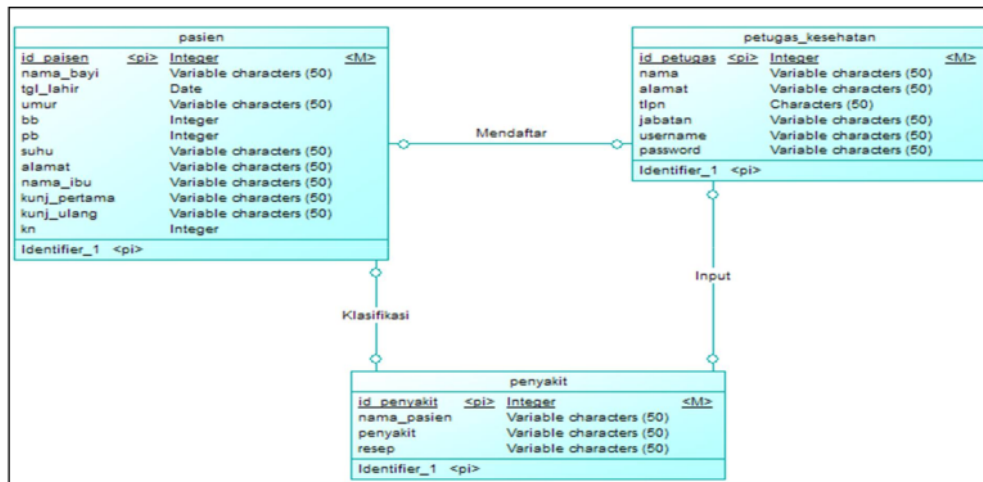 pasien
id_paisen <pi> Integer <M>
nama_bayi Variable characters (50)
tgl_lahir Date
umur Variable characters (50)
bb Integer
pb Integer
suhu Variable characters (50)
alamat Variable characters (50)
nama_ibu Variable characters (50)
kunj_pertama Variable characters (50)
kunj_ulang Variable characters (50)
kn Integer
Identifier_1 <pi>
Mendaftar
petugas_kesehatan
id_petugas <pi> Integer <M>
nama Variable characters (50)
alamat Variable characters (50)
tlpn Characters (50)
jabatan Variable characters (50)
username Variable characters (50)
password Variable characters (50)
Identifier_1 <pi>
Klasifikasi
Input
penyakit
id_penyakit <pi> Integer <M>
nama_pasien Variable characters (50)
penyakit Variable characters (50)
resep Variable characters (50)
Identifier_1 <pi>